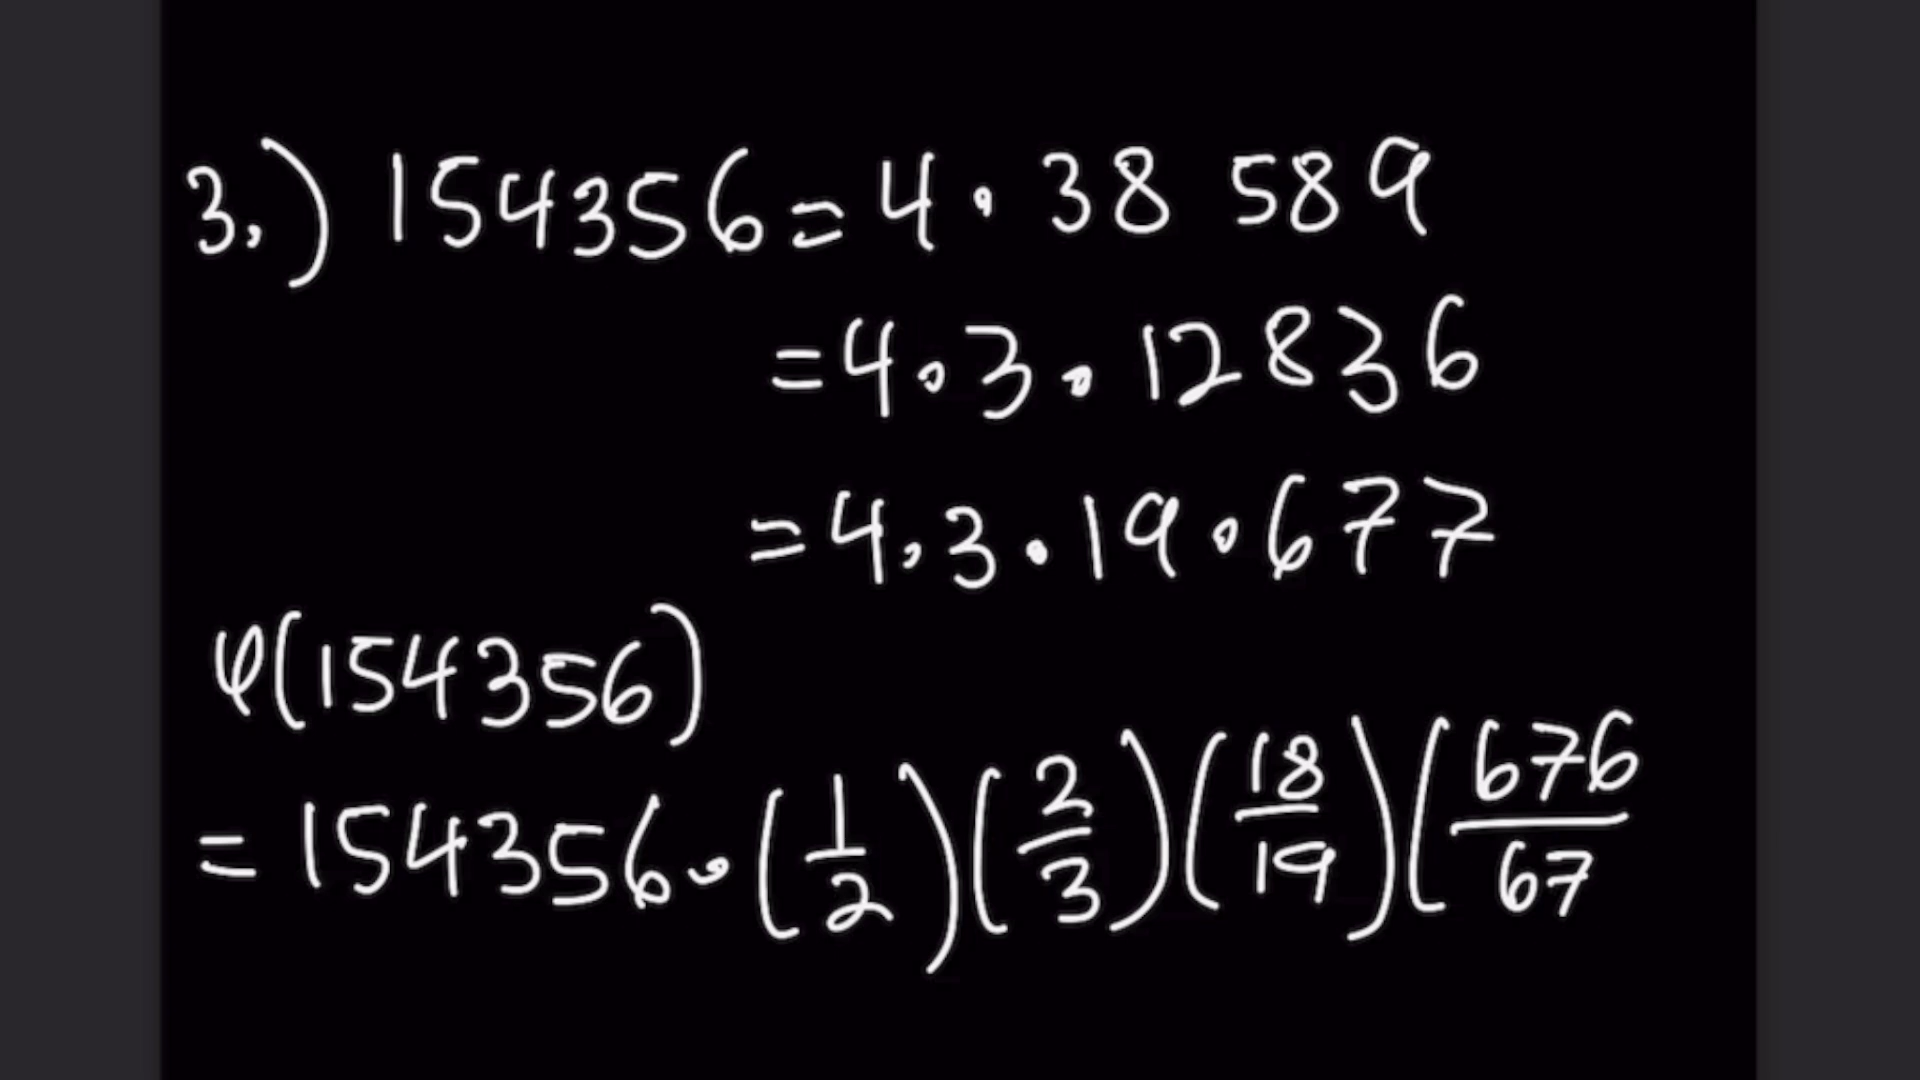 3.) 154356 = 4 · 38 589
= 4 · 3 · 12836
= 4 · 3 · 19 · 677
φ(154356)
= 154356 · (1/2)(2/3)(18/19)(676/67